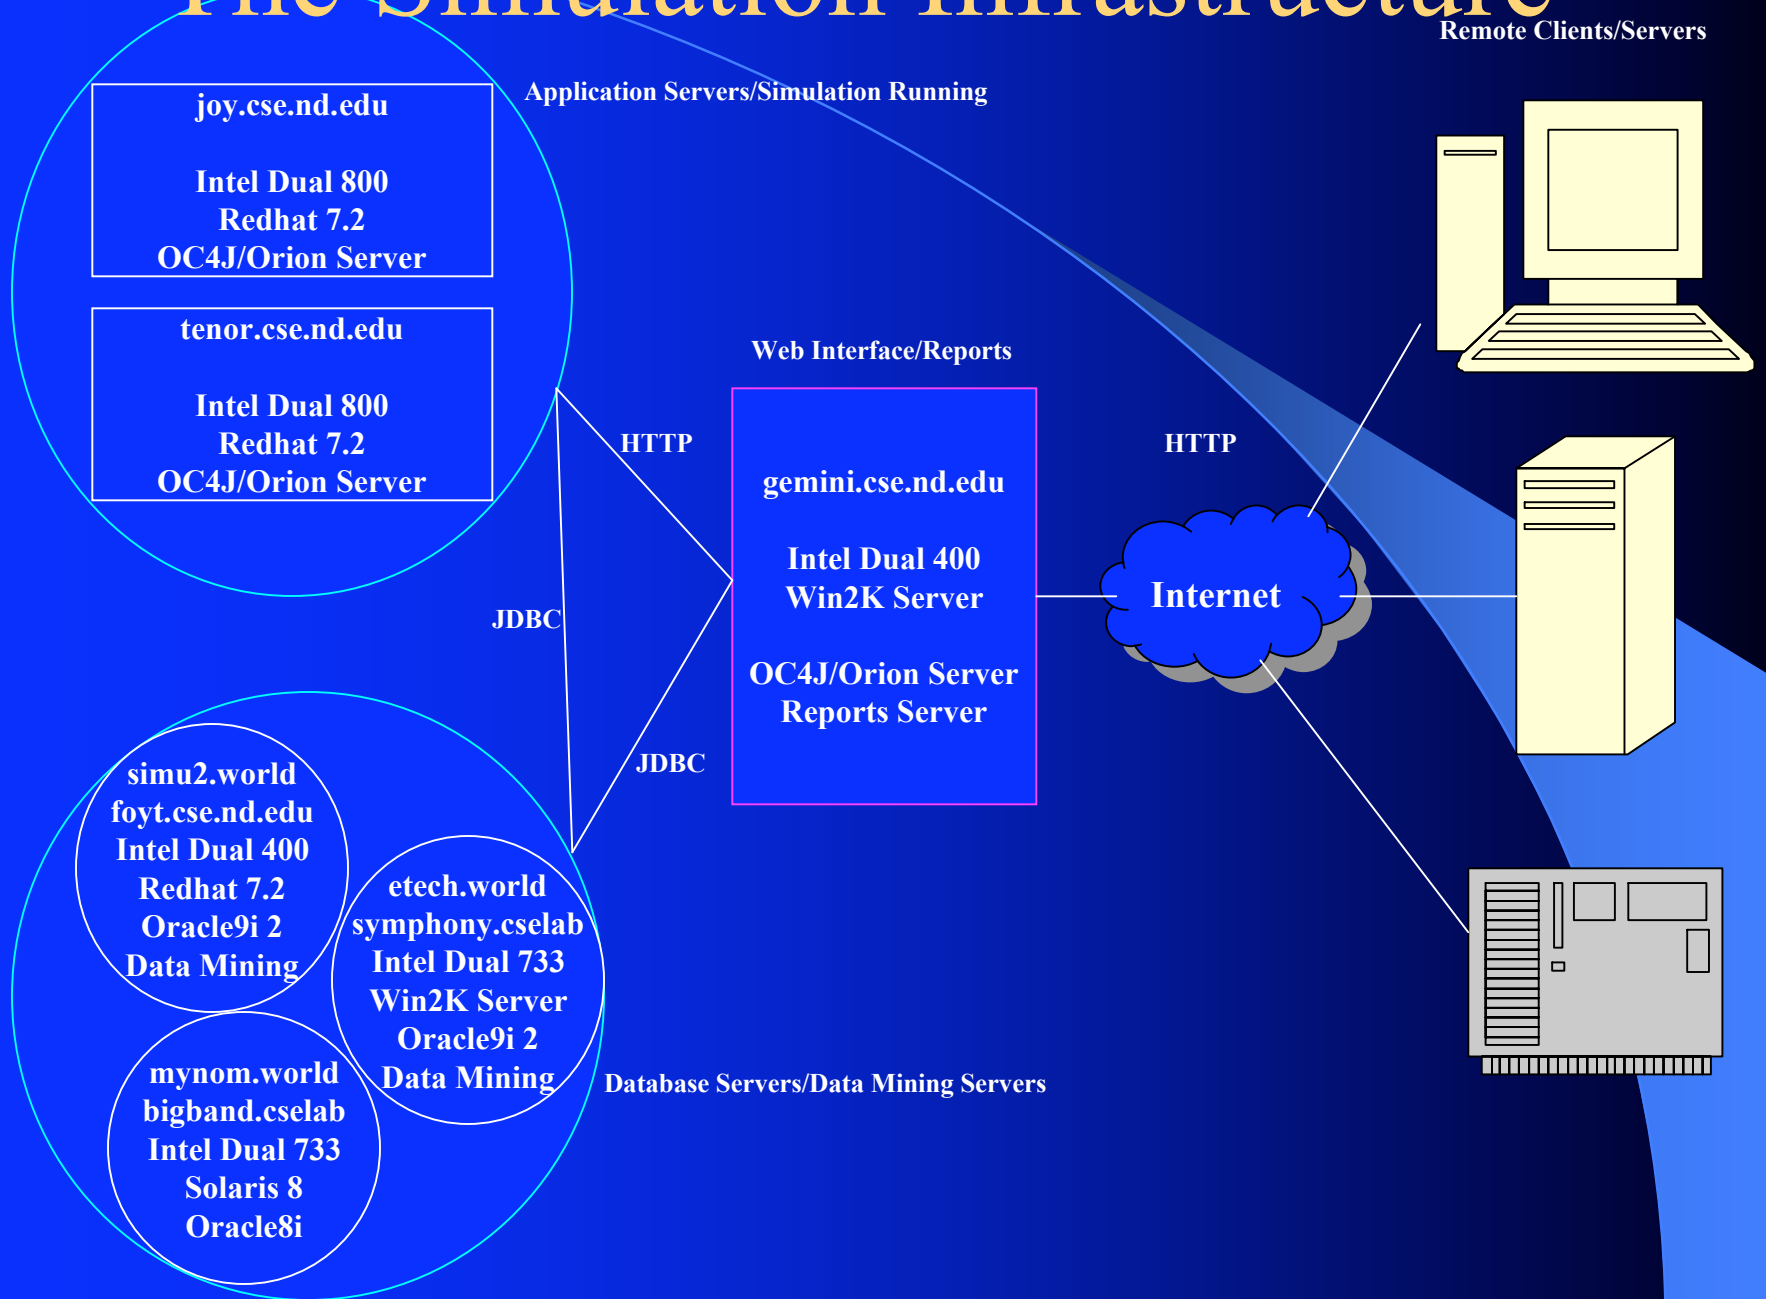 The Simulation Infrastructure
Remote Clients/Servers
Application Servers/Simulation Running
joy.cse.nd.edu
Intel Dual 800
Redhat 7.2
OC4J/Orion Server
tenor.cse.nd.edu
Intel Dual 800
Redhat 7.2
OC4J/Orion Server
Web Interface/Reports
HTTP
HTTP
gemini.cse.nd.edu
Intel Dual 400
Win2K Server
OC4J/Orion Server
Reports Server
Internet
JDBC
JDBC
simu2.world
foyt.cse.nd.edu
Intel Dual 400
Redhat 7.2
Oracle9i 2
Data Mining
etech.world
symphony.cselab
Intel Dual 733
Win2K Server
Oracle9i 2
Data Mining
Database Servers/Data Mining Servers
mynom.world
bigband.cselab
Intel Dual 733
Solaris 8
Oracle8i